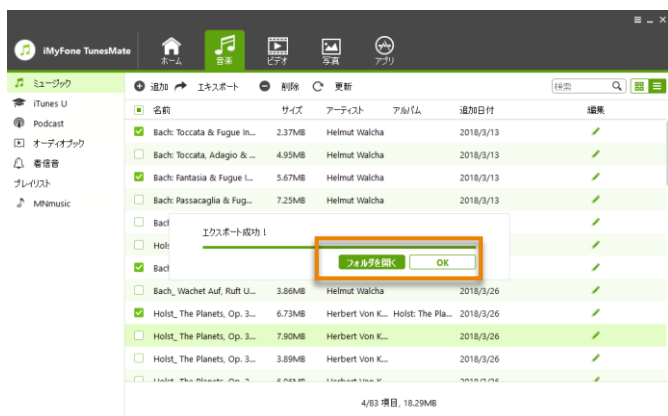 iMyFone TunesMate
ホーム 音楽 ビデオ 写真 アプリ
ミュージック
iTunes U
Podcast
オーディオブック
着信音
プレイリスト
MNmusic
追加 エクスポート 削除 更新 検索
名前 サイズ アーティスト アルバム 追加日付 編集
Bach: Toccata & Fugue In... 2.37MB Helmut Walcha 2018/3/13
Bach: Toccata, Adagio & ... 4.95MB Helmut Walcha 2018/3/13
Bach: Fantasia & Fugue I... 5.67MB Helmut Walcha 2018/3/13
Bach: Passacaglia & Fug... 7.25MB Helmut Walcha 2018/3/13
Bach
Hols
Bach
エクスポート成功！
フォルダを開く OK
Bach_ Wachet Auf, Ruft U... 3.86MB Helmut Walcha 2018/3/26
Holst_ The Planets, Op. 3... 6.73MB Herbert Von K... Holst: The Pla... 2018/3/26
Holst_ The Planets, Op. 3... 7.90MB Herbert Von K... 2018/3/26
Holst_ The Planets, Op. 3... 3.89MB Herbert Von K... 2018/3/26
4/83 項目, 18.29MB